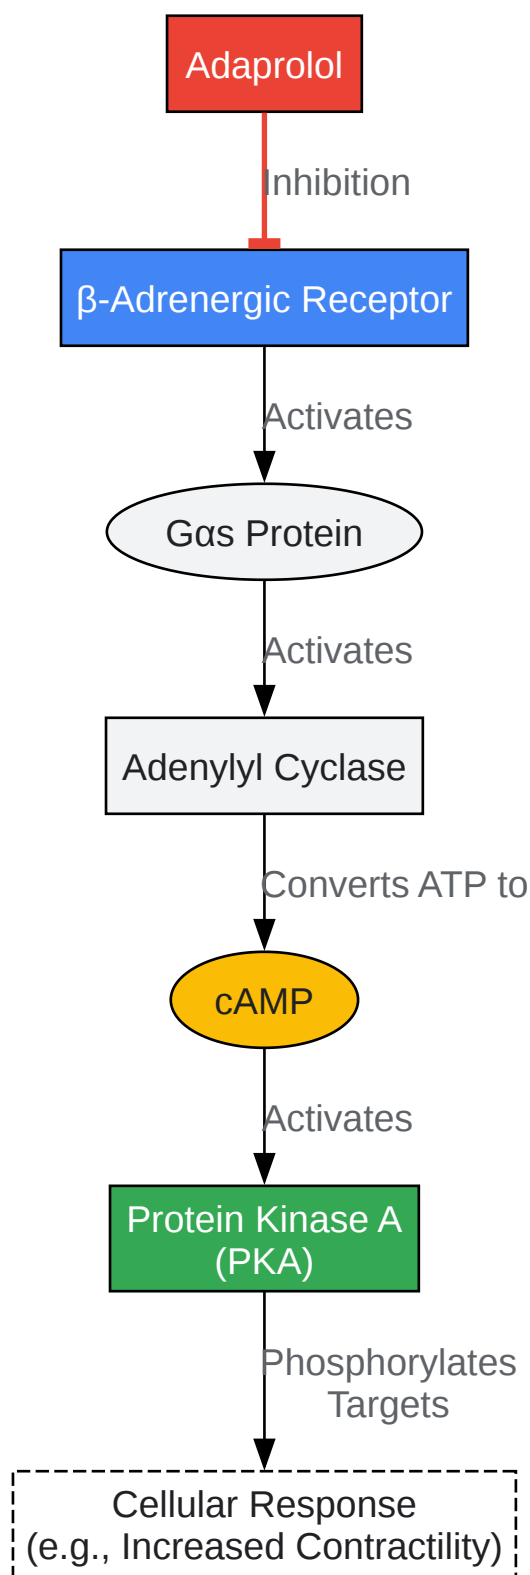 Adaprolol
Inhibition
β-Adrenergic Receptor
Activates
Gαs Protein
Activates
Adenylyl Cyclase
Converts ATP to
cAMP
Activates
Protein Kinase A
(PKA)
Phosphorylates
Targets
Cellular Response
(e.g., Increased Contractility)